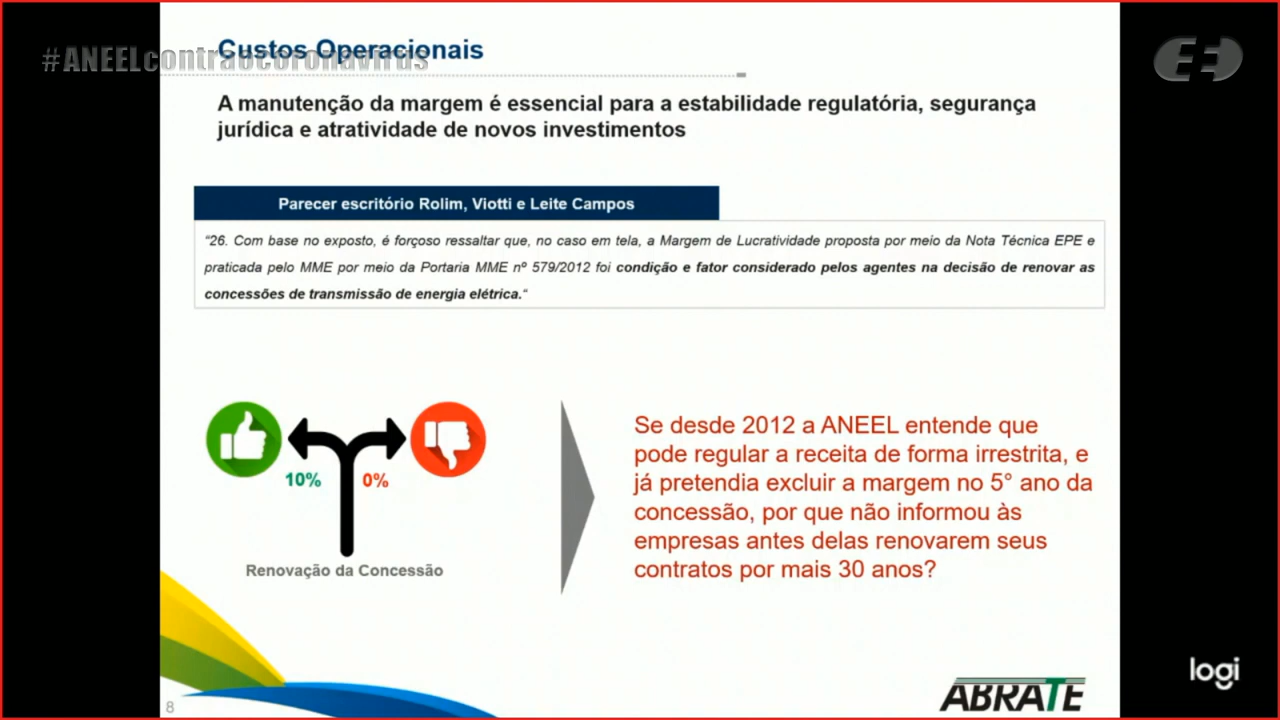 Custos Operacionais
#ANEELcontraocoronavírus
A manutenção da margem é essencial para a estabilidade regulatória, segurança
jurídica e atratividade de novos investimentos
Parecer escritório Rolim, Viotti e Leite Campos
“26. Com base no exposto, é forçoso ressaltar que, no caso em tela, a Margem de Lucratividade proposta por meio da Nota Técnica EPE e
praticada pelo MME por meio da Portaria MME nº 579/2012 foi condição e fator considerado pelos agentes na decisão de renovar as
concessões de transmissão de energia elétrica.“
10%
0%
Renovação da Concessão
Se desde 2012 a ANEEL entende que
pode regular a receita de forma irrestrita, e
já pretendia excluir a margem no 5° ano da
concessão, por que não informou às
empresas antes delas renovarem seus
contratos por mais 30 anos?
8
ABRATE
logi